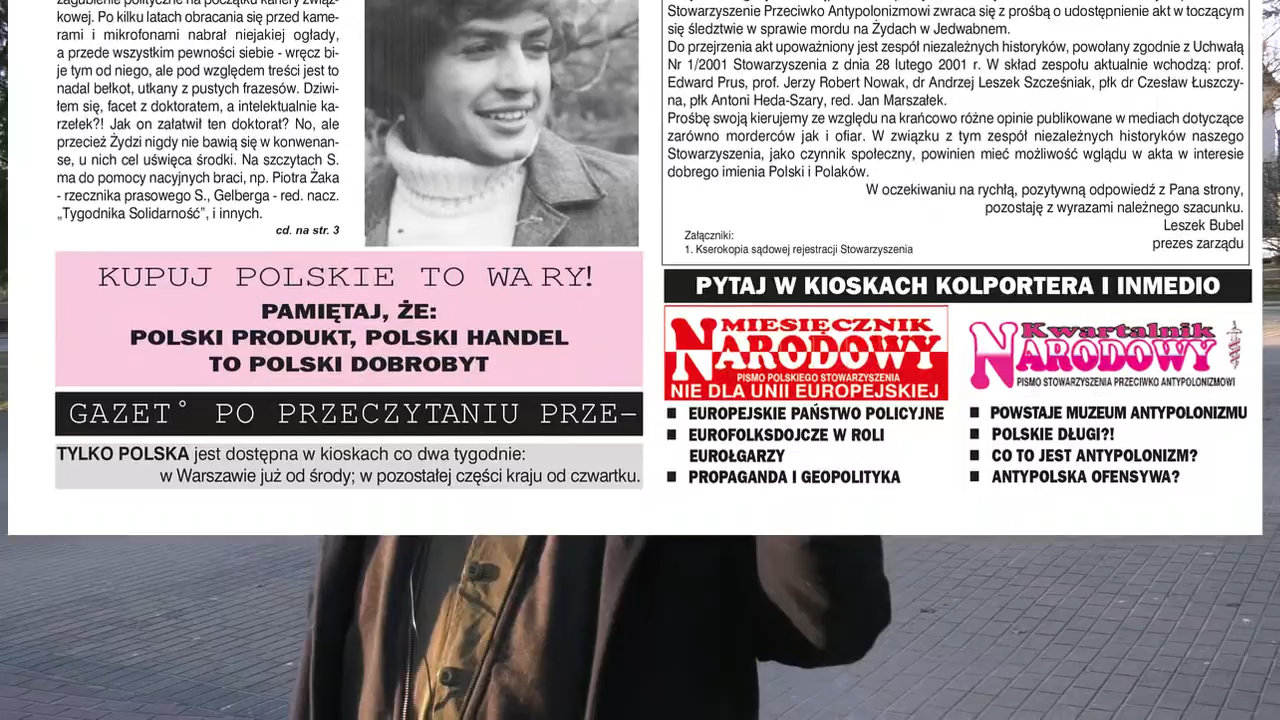 zagubienie polityczne na początku kariery związ-
kowej. Po kilku latach obracania się przed kame-
rami i mikrofonami nabrał niejakiej ogłady,
a przede wszystkim pewności siebie - wręcz bi-
je tym od niego, ale pod względem treści jest to
nadal bełkot, utkany z pustych frazesów. Dziwi-
łem się, facet z doktoratem, a intelektualnie ka-
rzełek?! Jak on załatwił ten doktorat? No, ale
przecież Żydzi nigdy nie bawią się w konwenan-
se, u nich cel uświęca środki. Na szczytach S.
ma do pomocy nacyjnych braci, np. Piotra Żaka
- rzecznika prasowego S., Gelberga - red. nacz.
„Tygodnika Solidarność”, i innych.
cd. na str. 3
KUPUJ POLSKIE TO WA RY!
PAMIĘTAJ, ŻE:
POLSKI PRODUKT, POLSKI HANDEL
TO POLSKI DOBROBYT
GAZET° PO PRZECZYTANIU PRZE–
TYLKO POLSKA jest dostępna w kioskach co dwa tygodnie:
w Warszawie już od środy; w pozostałej części kraju od czwartku.
Stowarzyszenie Przeciwko Antypolonizmowi zwraca się z prośbą o udostępnienie akt w toczącym
się śledztwie w sprawie mordu na Żydach w Jedwabnem.
Do przejrzenia akt upoważniony jest zespół niezależnych historyków, powołany zgodnie z Uchwałą
Nr 1/2001 Stowarzyszenia z dnia 28 lutego 2001 r. W skład zespołu aktualnie wchodzą: prof.
Edward Prus, prof. Jerzy Robert Nowak, dr Andrzej Leszek Szcześniak, płk dr Czesław Łuszczy-
na, płk Antoni Heda-Szary, red. Jan Marszałek.
Prośbę swoją kierujemy ze względu na krańcowo różne opinie publikowane w mediach dotyczące
zarówno morderców jak i ofiar. W związku z tym zespół niezależnych historyków naszego
Stowarzyszenia, jako czynnik społeczny, powinien mieć możliwość wglądu w akta w interesie
dobrego imienia Polski i Polaków.
W oczekiwaniu na rychłą, pozytywną odpowiedź z Pana strony,
pozostaję z wyrazami należnego szacunku.
Leszek Bubel
prezes zarządu
Załączniki:
1. Kserokopia sądowej rejestracji Stowarzyszenia
PYTAJ W KIOSKACH KOLPORTERA I INMEDIO
MIESIĘCZNIK
NARODOWY
PISMO POLSKIEGO STOWARZYSZENIA
NIE DLA UNII EUROPEJSKIEJ
■ EUROPEJSKIE PAŃSTWO POLICYJNE
■ EUROFOLKSDOJCZE W ROLI
EUROŁGARZY
■ PROPAGANDA I GEOPOLITYKA
Kwartalnik
NARODOWY
PISMO STOWARZYSZENIA PRZECIWKO ANTYPOLONIZMOWI
■ POWSTAJE MUZEUM ANTYPOLONIZMU
■ POLSKIE DŁUGI?!
■ CO TO JEST ANTYPOLONIZM?
■ ANTYPOLSKA OFENSYWA?